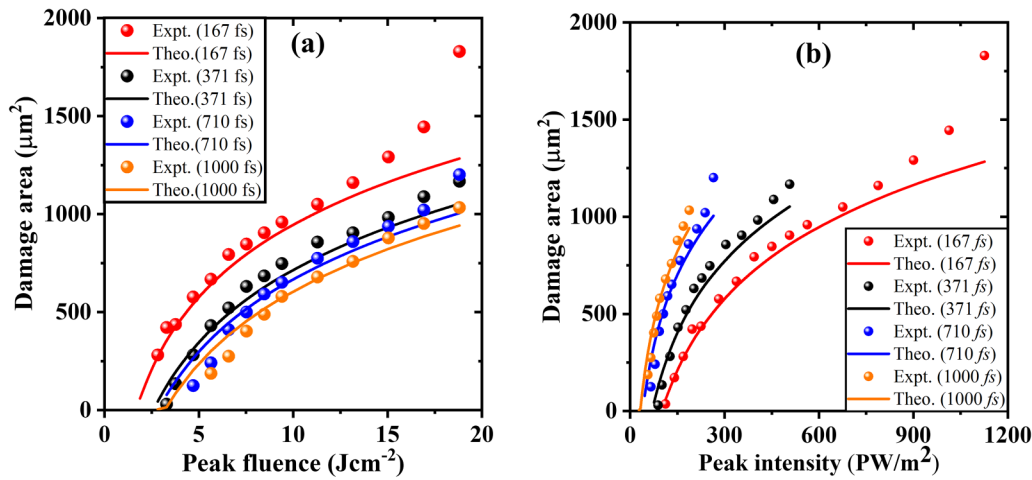 (a)
Expt. (167 fs)
Theo.(167 fs)
Expt. (371 fs)
Theo.(371 fs)
Expt. (710 fs)
Theo.(710 fs)
Expt. (1000 fs)
Theo. (1000 fs)
Damage area (μm²)
2000
1500
1000
500
0
0
5
10
15
20
Peak fluence (Jcm⁻²)
(b)
Damage area (μm²)
2000
1600
1200
800
400
0
Expt. (167 fs)
Theo. (167 fs)
Expt. (371 fs)
Theo. (371 fs)
Expt. (710 fs)
Theo. (710 fs)
Expt. (1000 fs)
Theo. (1000 fs)
0
300
600
900
1200
Peak intensity (PW/m²)